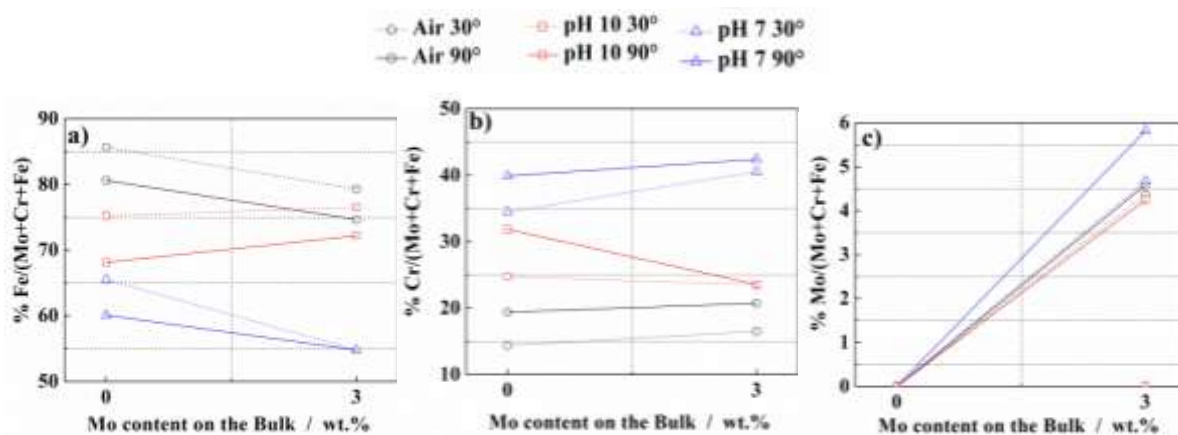 Air 30° pH 10 30° pH 7 30°
Air 90° pH 10 90° pH 7 90°
a)
90
80
70
60
50
% Fe/(Mo+Cr+Fe)
0 3
Mo content on the Bulk / wt.%
b)
50
40
30
20
10
% Cr/(Mo+Cr+Fe)
0 3
Mo content on the Bulk / wt.%
c)
6
5
4
3
2
1
0
% Mo/(Mo+Cr+Fe)
0 3
Mo content on the Bulk / wt.%